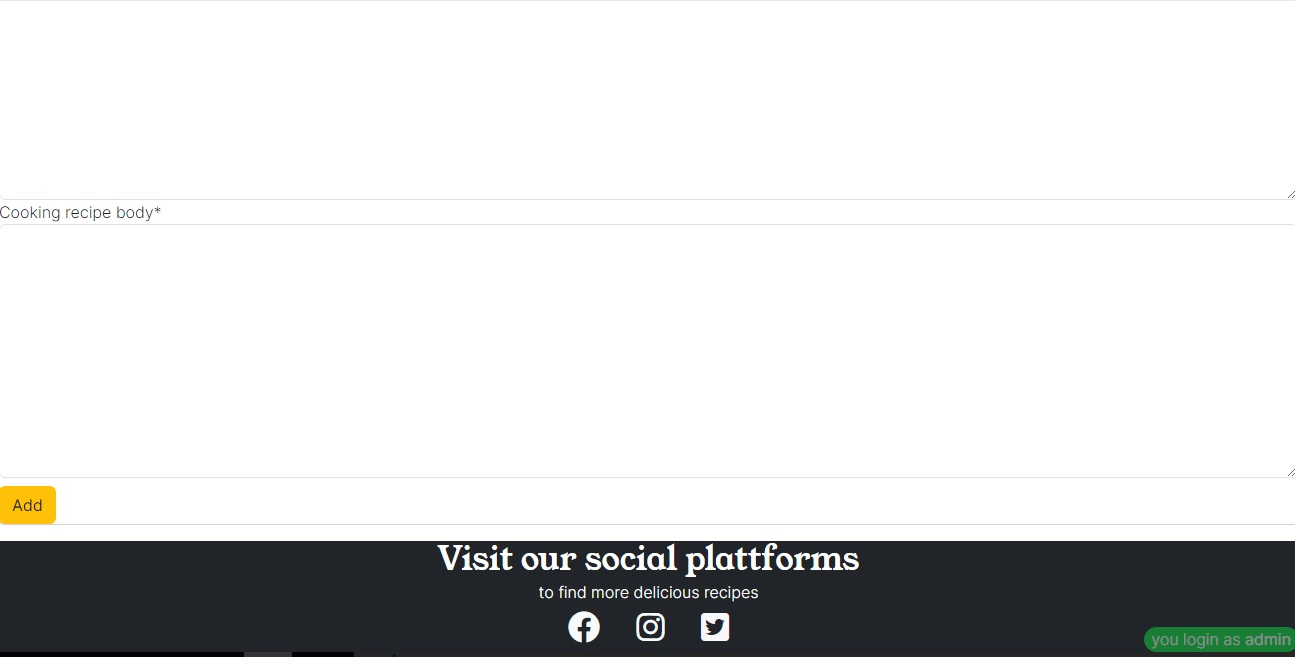 Cooking recipe body*
Add
Visit our social plattforms
to find more delicious recipes
you login as admin